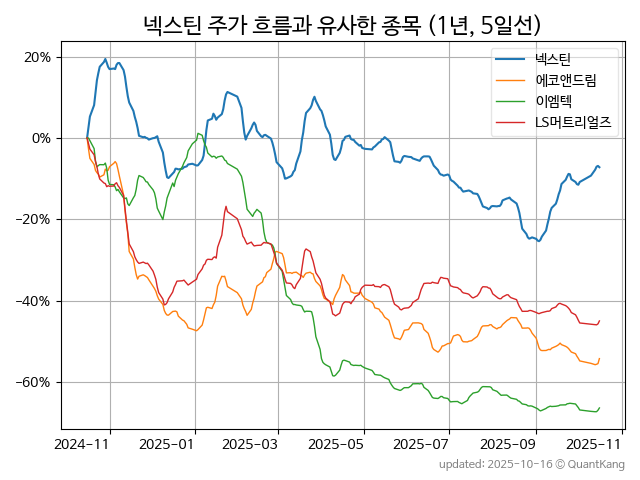 넥스틴 주가 흐름과 유사한 종목 (1년, 5일선)
넥스틴
에코앤드림
이엠텍
LS머트리얼즈
20%
0%
−20%
−40%
−60%
2024-11 2025-01 2025-03 2025-05 2025-07 2025-09 2025-11
updated: 2025-10-16 © QuantKang